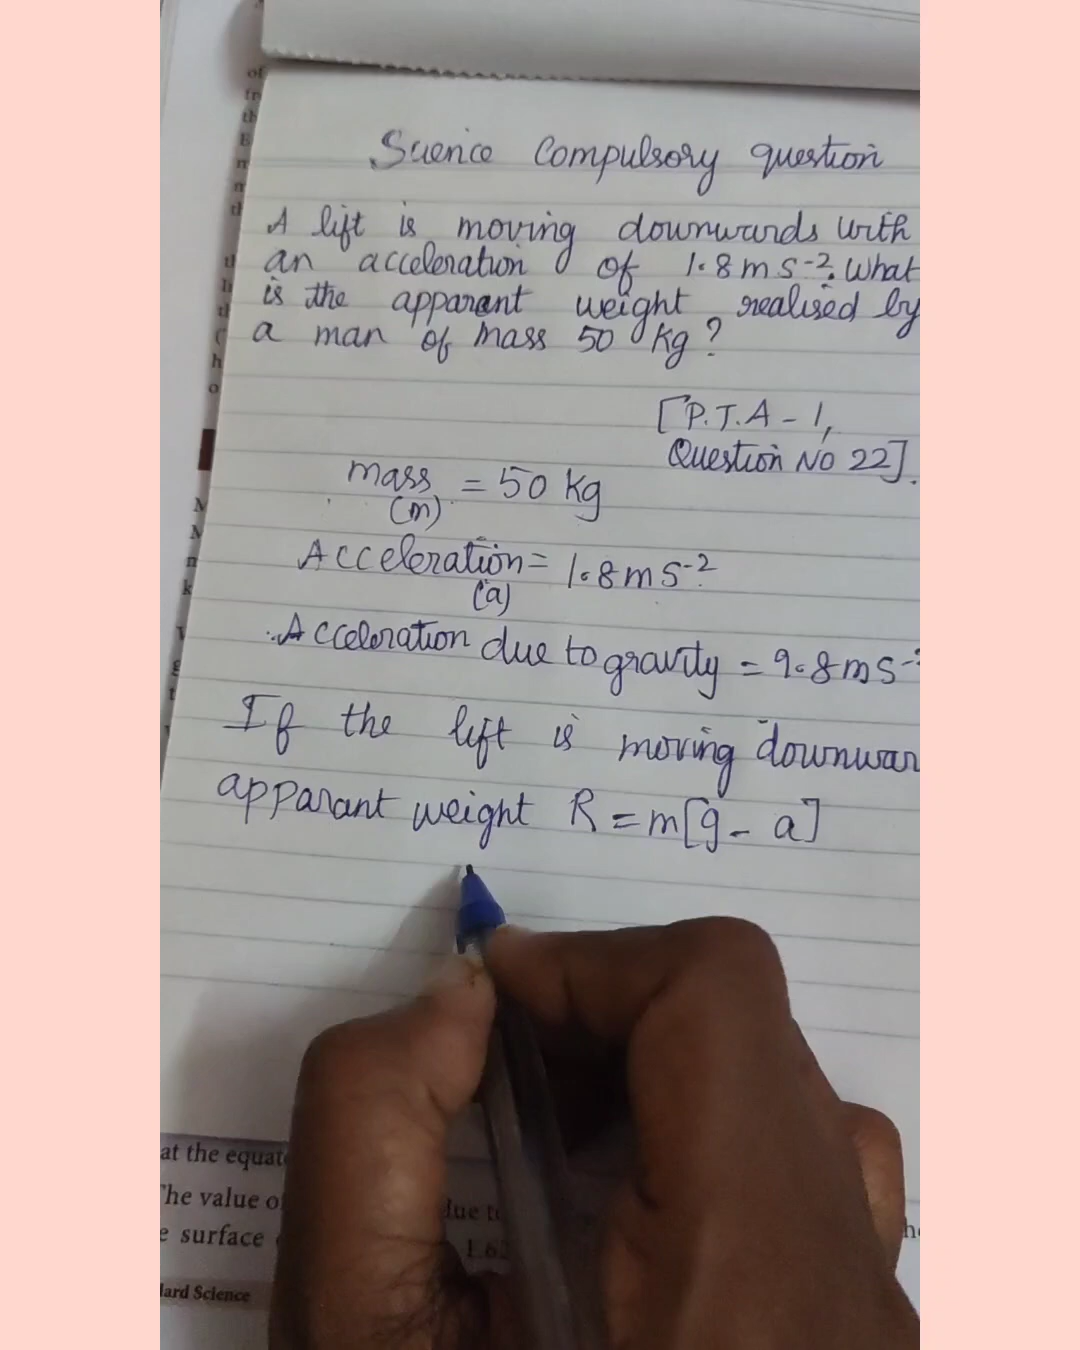 Science Compulsory question
A lift is moving downwards with
an acceleration of 1.8 m s⁻². What
is the apparant weight realised by
a man of mass 50 kg?
[P.T.A - 1,
Question No 22].
mass = 50 kg
(m)
Acceleration = 1.8 m s⁻²
(a)
∴ Acceleration due to gravity = 9.8 m s⁻
If the lift is moving downwar
apparant weight R = m[g - a]
at the equat
The value o
due t
e surface
1.6
dard Science